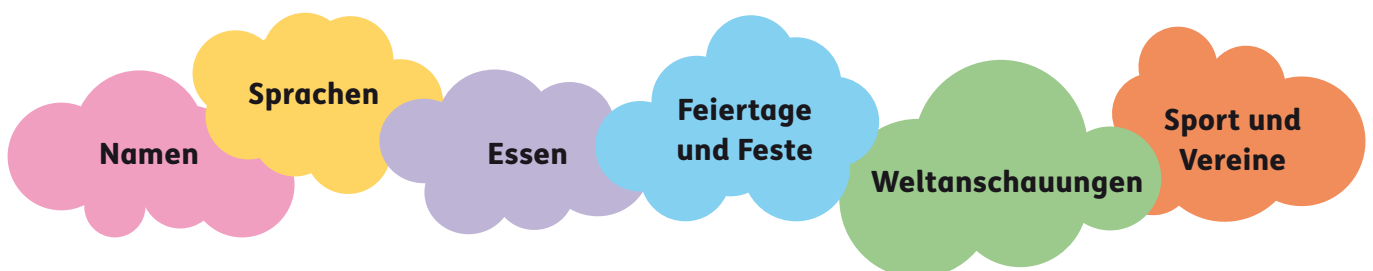 Namen
Sprachen
Essen
Feiertage
und Feste
Weltanschauungen
Sport und
Vereine